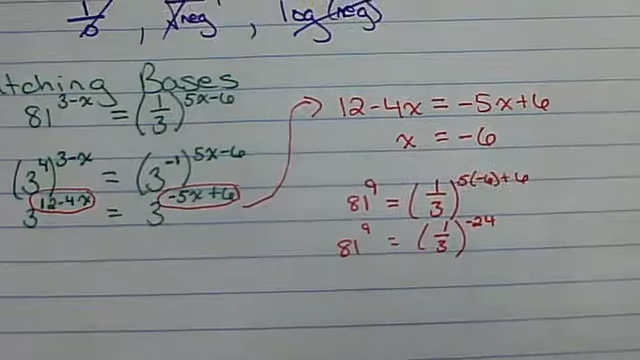 1/0 , √neg , log(neg)
tching Bases
81^(3-x) = (1/3)^(5x-6)
(3^4)^(3-x) = (3^-1)^(5x-6)
3^(12-4x) = 3^(-5x+6)
12-4x = -5x+6
x = -6
81^9 = (1/3)^(5(-6)+6)
81^9 = (1/3)^-24